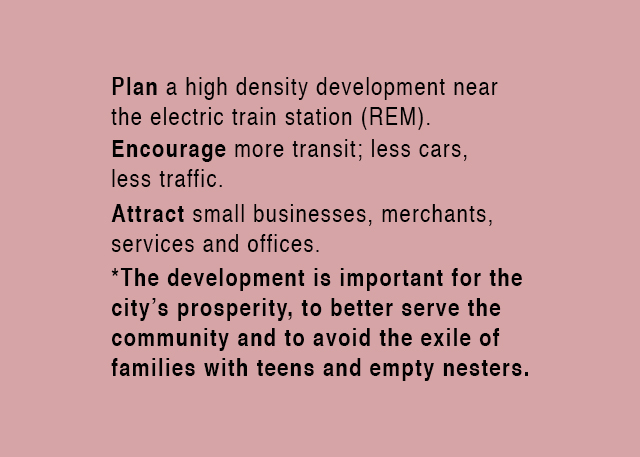 Plan a high density development near
the electric train station (REM).
Encourage more transit; less cars,
less traffic.
Attract small businesses, merchants,
services and offices.
*The development is important for the
city’s prosperity, to better serve the
community and to avoid the exile of
families with teens and empty nesters.